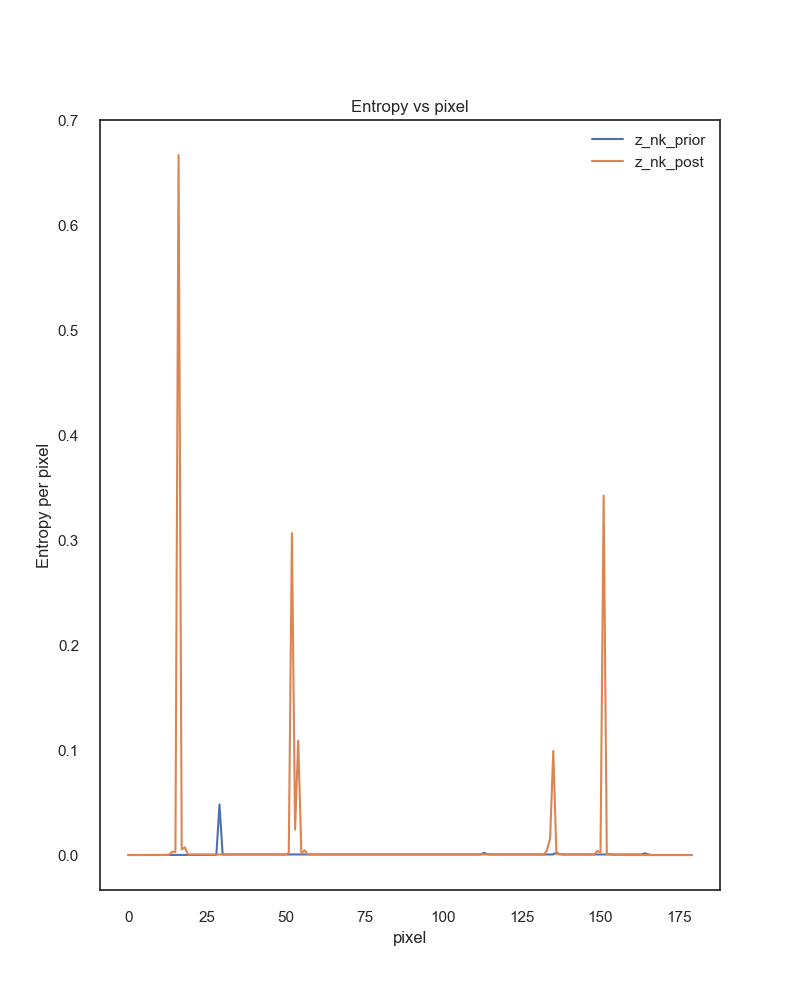 Entropy vs pixel
z_nk_prior
z_nk_post
0.7
0.6
0.5
0.4
0.3
0.2
0.1
0.0
Entropy per pixel
0 25 50 75 100 125 150 175
pixel